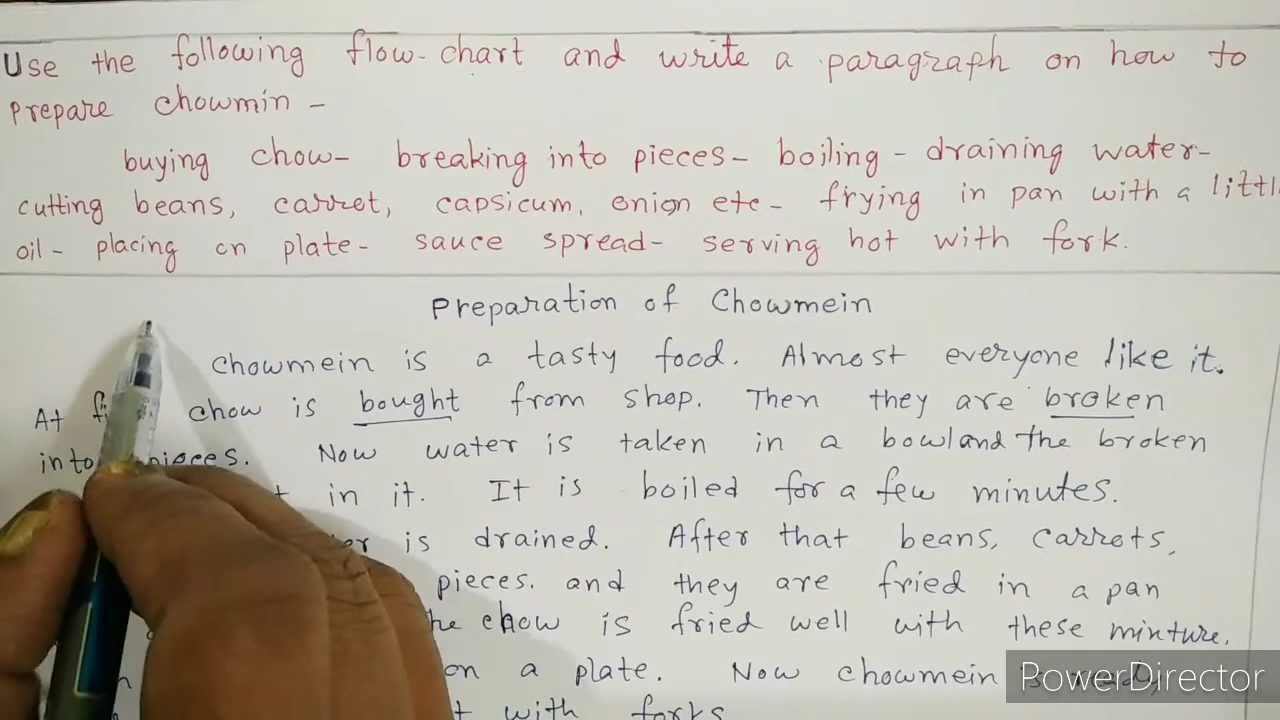 Use the following flow-chart and write a paragraph on how to
prepare chowmin -
buying chow- breaking into pieces- boiling - draining water-
cutting beans, carret, capsicum, onion etc- frying in pan with a littl
oil- placing on plate- sauce spread- serving hot with fork.
Preparation of Chowmein
chowmein is a tasty food. Almost everyone like it.
At chow is bought from shop. Then they are broken
into pieces. Now water is taken in a bowl and the broken
in it. It is boiled for a few minutes.
is drained. After that beans, carrots,
pieces. and they are fried in a pan
the chow is fried well with these minture.
on a plate. Now chowmein
with forks
PowerDirector